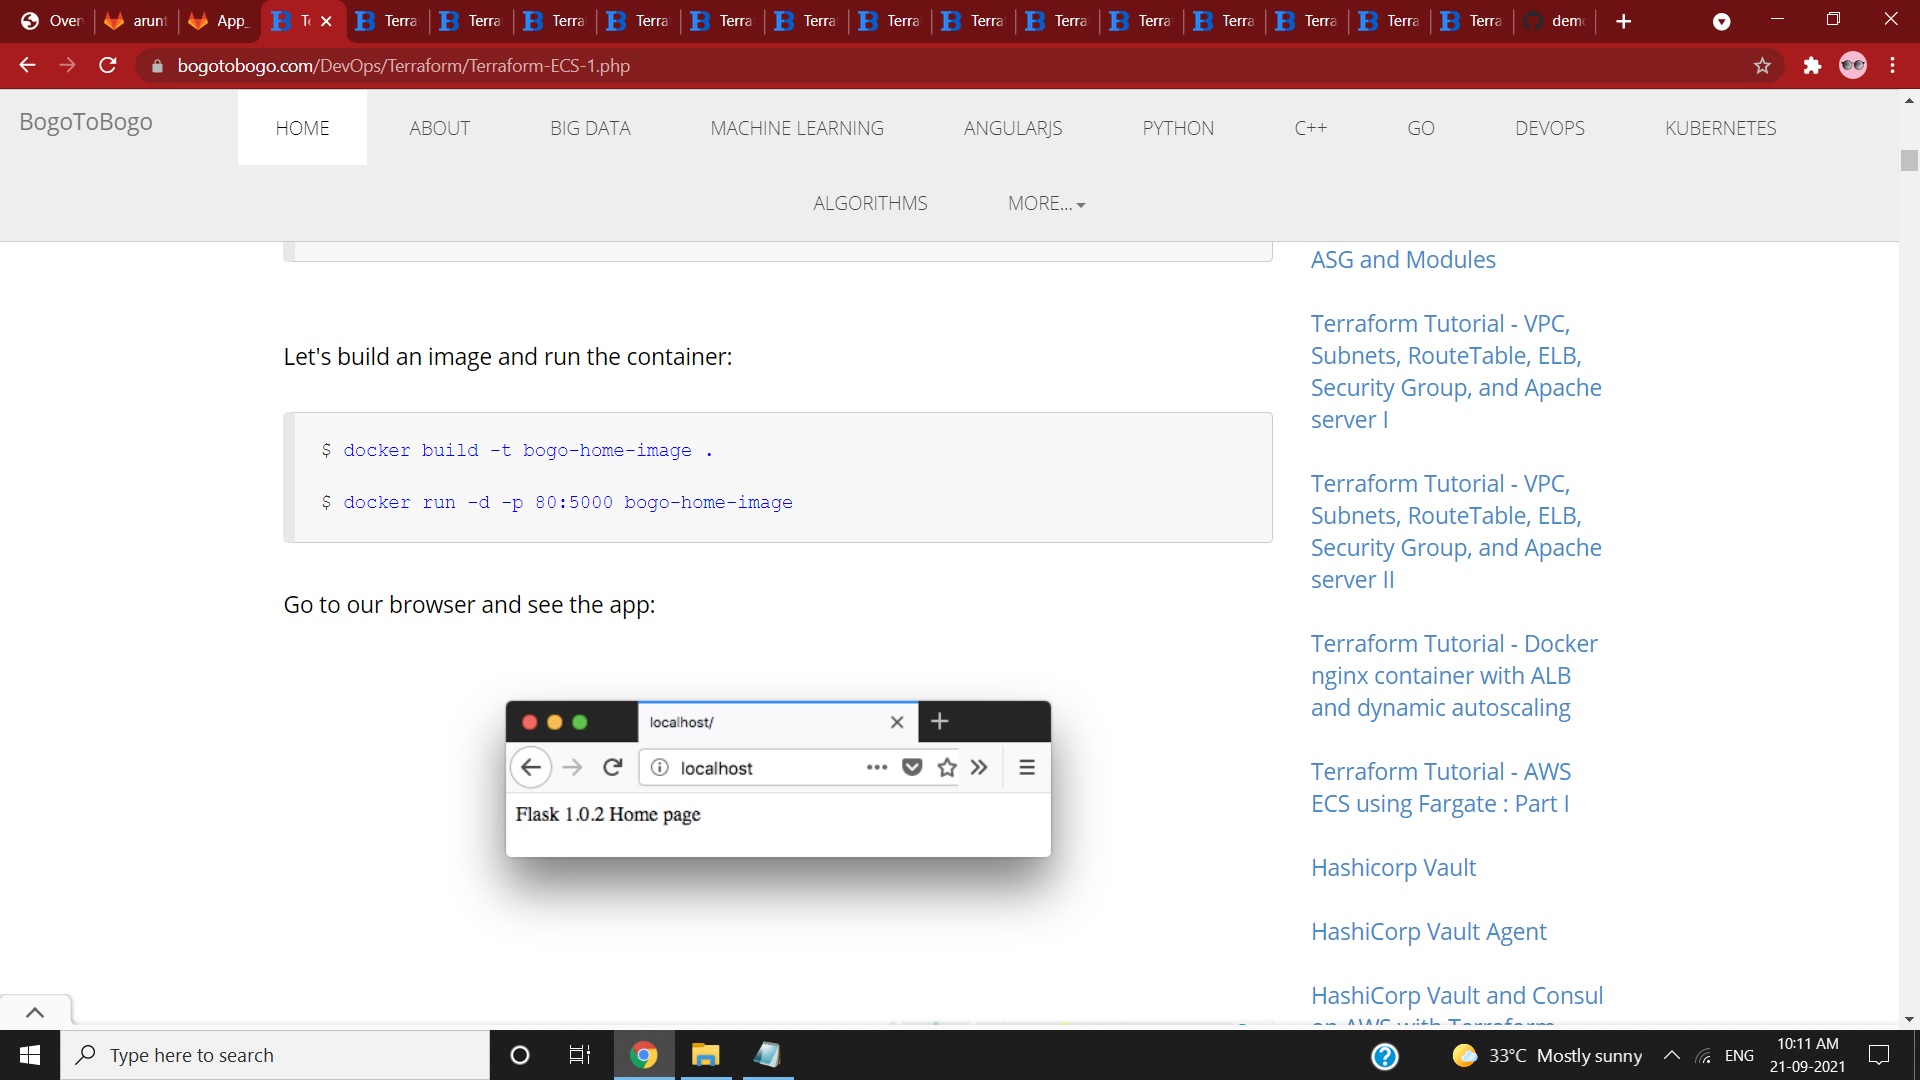 Over
arunt
App_
Te
Terra
Terra
Terra
Terra
Terra
Terra
Terra
Terra
Terra
Terra
Terra
Terra
Terra
Terra
dem
bogotobogo.com/DevOps/Terraform/Terraform-ECS-1.php
BogoToBogo
HOME ABOUT BIG DATA MACHINE LEARNING ANGULARJS PYTHON C++ GO DEVOPS KUBERNETES
ALGORITHMS MORE...
Let's build an image and run the container:
$ docker build -t bogo-home-image .
$ docker run -d -p 80:5000 bogo-home-image
Go to our browser and see the app:
localhost/
localhost
Flask 1.0.2 Home page
ASG and Modules
Terraform Tutorial - VPC,
Subnets, RouteTable, ELB,
Security Group, and Apache
server I
Terraform Tutorial - VPC,
Subnets, RouteTable, ELB,
Security Group, and Apache
server II
Terraform Tutorial - Docker
nginx container with ALB
and dynamic autoscaling
Terraform Tutorial - AWS
ECS using Fargate : Part I
Hashicorp Vault
HashiCorp Vault Agent
HashiCorp Vault and Consul
on AWS with Terraform
Type here to search
33°C Mostly sunny
ENG
10:11 AM
21-09-2021